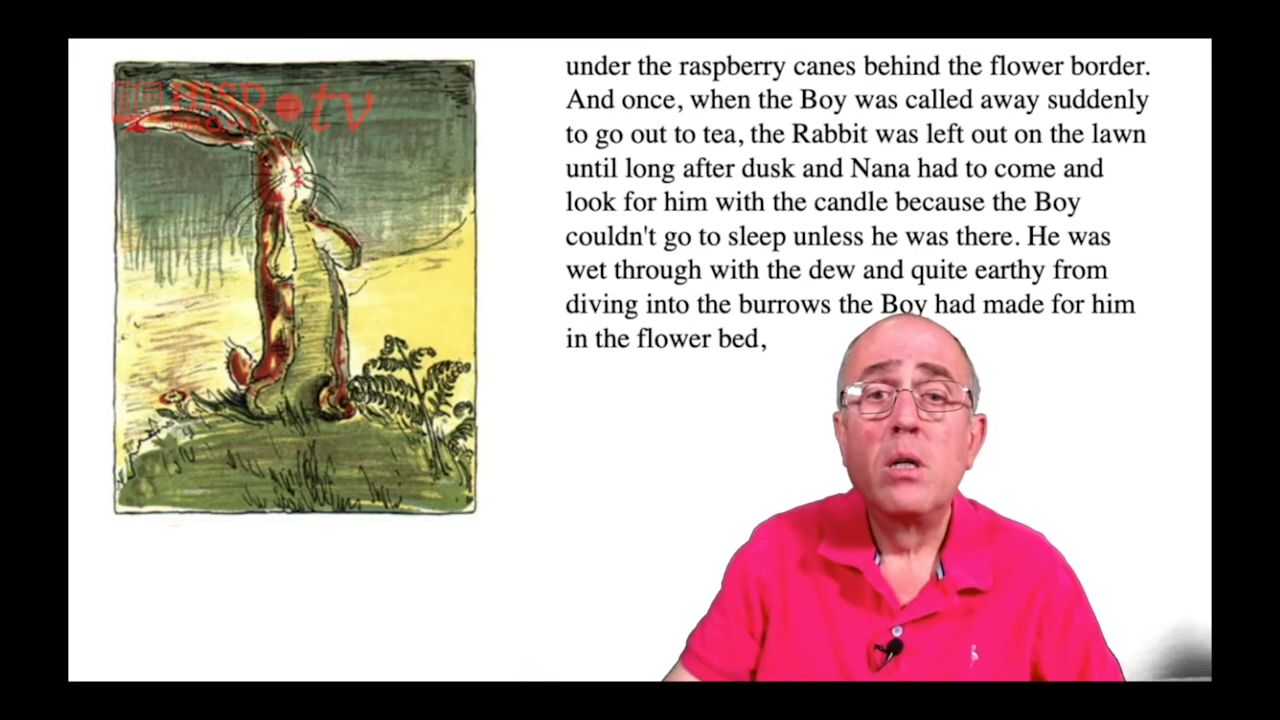 HISD
tv
under the raspberry canes behind the flower border.
And once, when the Boy was called away suddenly
to go out to tea, the Rabbit was left out on the lawn
until long after dusk and Nana had to come and
look for him with the candle because the Boy
couldn't go to sleep unless he was there. He was
wet through with the dew and quite earthy from
diving into the burrows the Boy had made for him
in the flower bed,